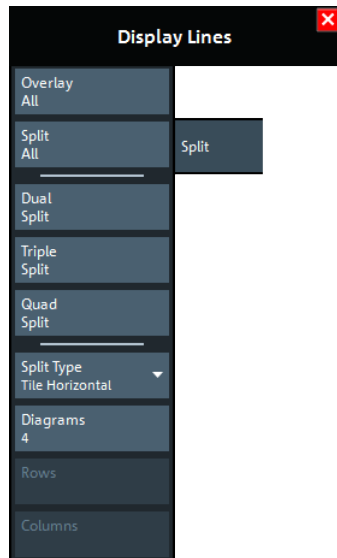 Display Lines
Overlay
All
Split
All
Split
Dual
Split
Triple
Split
Quad
Split
Split Type
Tile Horizontal
Diagrams
4
Rows
Columns